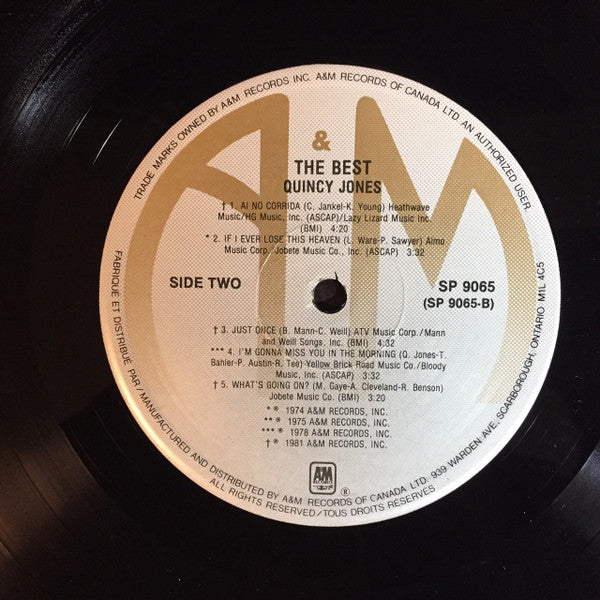 TRADE MARKS OWNED BY A&M RECORDS INC. A&M RECORDS OF CANADA LTD. AN AUTHORIZED USER
A&M
THE BEST
QUINCY JONES
† 1. AI NO CORRIDA (C. Jankel-K. Young) Heathwave
Music/HG Music, Inc. (ASCAP)/Lazy Lizard Music Inc.
(BMI) 4:20
* 2. IF I EVER LOSE THIS HEAVEN (L. Ware-P. Sawyer) Almo
Music Corp. Jobete Music Co., Inc. (ASCAP) 3:32
SIDE TWO
SP 9065
(SP 9065-B)
† 3. JUST ONCE (B. Mann-C. Weill) ATV Music Corp./Mann
and Weill Songs, Inc. (BMI) 4:32
*** 4. I'M GONNA MISS YOU IN THE MORNING (Q. Jones-T.
Bahler-P. Austin-R. Tee) Yellow Brick Road Music Co./Bloody
Music, Inc. (ASCAP) 3:32
† 5. WHAT'S GOING ON? (M. Gaye-A. Cleveland-R. Benson)
Jobete Music Co. (BMI) 3:20
* ℗ 1974 A&M RECORDS, INC.
** ℗ 1975 A&M RECORDS, INC.
*** ℗ 1978 A&M RECORDS, INC.
† ℗ 1981 A&M RECORDS, INC.
A&M
RECORDS
®
FABRIQUÉ ET DISTRIBUÉ PAR/MANUFACTURED AND DISTRIBUTED BY A&M RECORDS OF CANADA LTD. 939 WARDEN AVE, SCARBOROUGH, ONTARIO M1L 4C5
ALL RIGHTS RESERVED/TOUS DROITS RESERVÉS